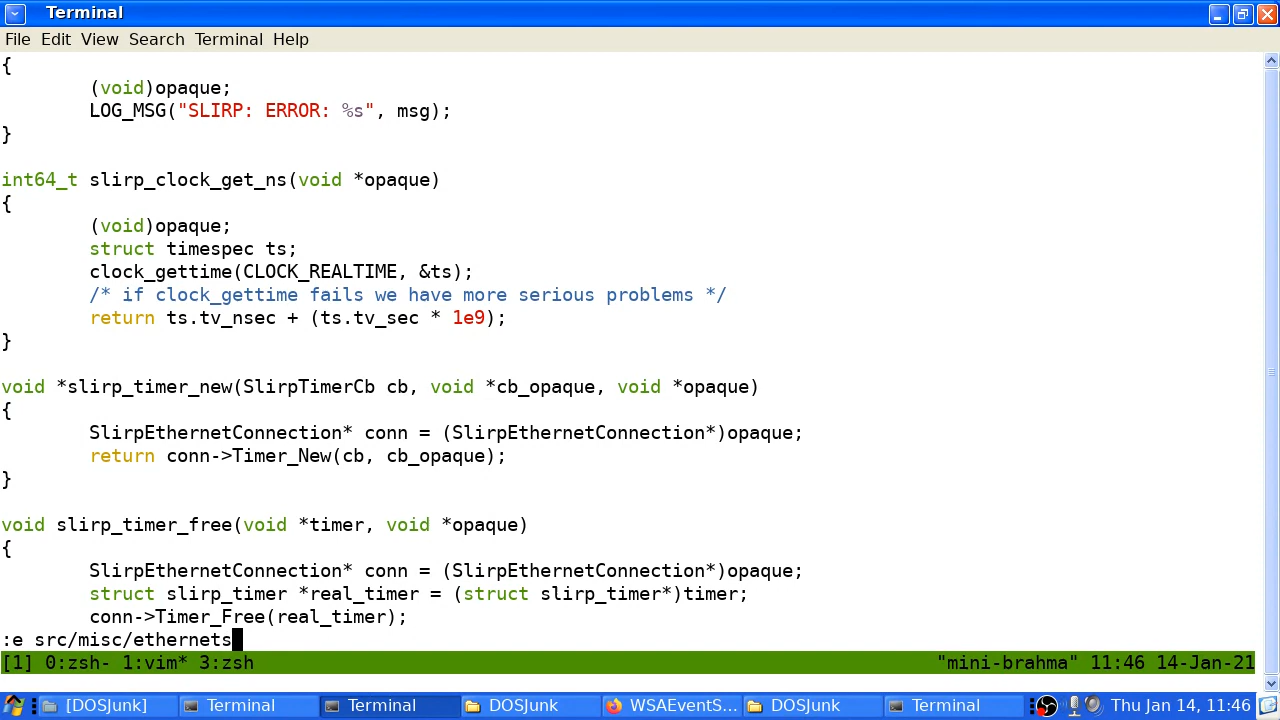 Terminal
File Edit View Search Terminal Help
{
(void)opaque;
LOG_MSG("SLIRP: ERROR: %s", msg);
}
int64_t slirp_clock_get_ns(void *opaque)
{
(void)opaque;
struct timespec ts;
clock_gettime(CLOCK_REALTIME, &ts);
/* if clock_gettime fails we have more serious problems */
return ts.tv_nsec + (ts.tv_sec * 1e9);
}
void *slirp_timer_new(SlirpTimerCb cb, void *cb_opaque, void *opaque)
{
SlirpEthernetConnection* conn = (SlirpEthernetConnection*)opaque;
return conn->Timer_New(cb, cb_opaque);
}
void slirp_timer_free(void *timer, void *opaque)
{
SlirpEthernetConnection* conn = (SlirpEthernetConnection*)opaque;
struct slirp_timer *real_timer = (struct slirp_timer*)timer;
conn->Timer_Free(real_timer);
:e src/misc/ethernets
[1] 0:zsh- 1:vim* 3:zsh "mini-brahma" 11:46 14-Jan-21
[DOSJunk] Terminal Terminal DOSJunk WSAEventS... DOSJunk Terminal Thu Jan 14, 11:46